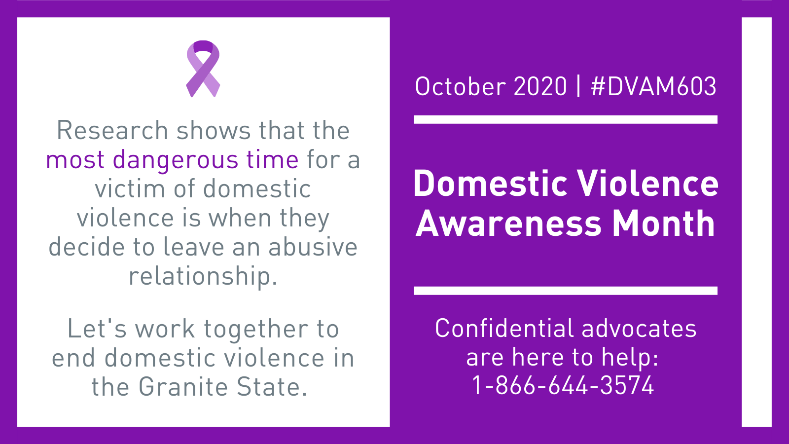 Research shows that the
most dangerous time for a
victim of domestic
violence is when they
decide to leave an abusive
relationship.
Let's work together to
end domestic violence in
the Granite State.
October 2020 | #DVAM603
Domestic Violence
Awareness Month
Confidential advocates
are here to help:
1-866-644-3574